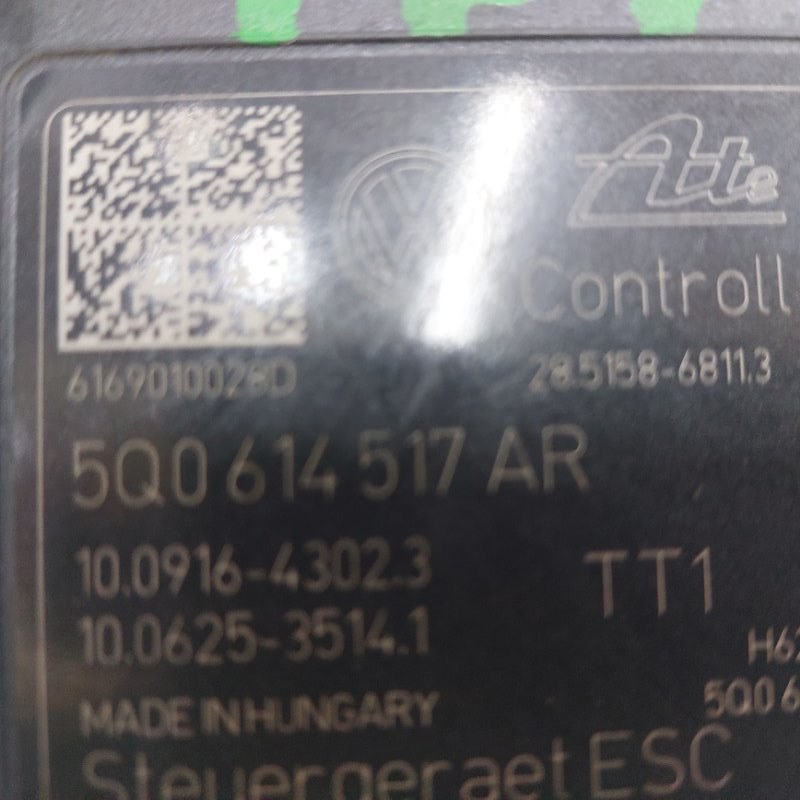 Ate
Controll
6169010028D 28.5158-6811.3
5Q0 614 517 AR
10.0916-4302.3 TT1
10.0625-3514.1
MADE IN HUNGARY
Steuergeraet ESC